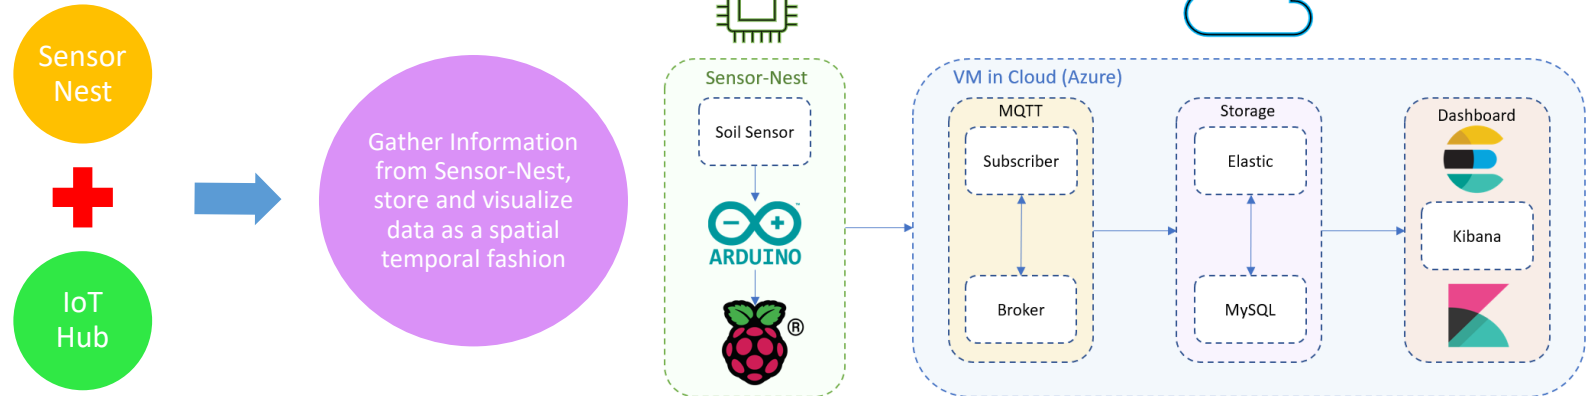 Sensor
Nest
IoT
Hub
Gather Information
from Sensor-Nest,
store and visualize
data as a spatial
temporal fashion
Sensor-Nest
Soil Sensor
ARDUINO™
®
VM in Cloud (Azure)
MQTT
Subscriber
Broker
Storage
Elastic
MySQL
Dashboard
Kibana